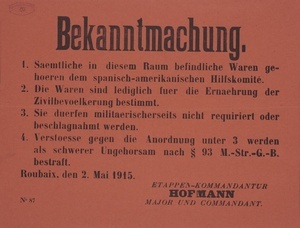 Bekanntmachung.
1. Saemtliche in diesem Raum befindliche Waren ge-
hoeren dem spanisch-amerikanischen Hilfskomité.
2. Die Waren sind lediglich fuer die Ernaehrung der
Zivilbevoelkerung bestimmt.
3. Sie duerfen militaerischerseits nicht requiriert oder
beschlagnahmt werden.
4. Verstoesse gegen die Anordnung unter 3 werden
als schwerer Ungehorsam nach § 93 M.-Str.-G.-B.
bestraft.
Roubaix, den 2. Mai 1915.
ETAPPEN-KOMMANDANTUR
HOFMANN
MAJOR UND COMMANDANT.